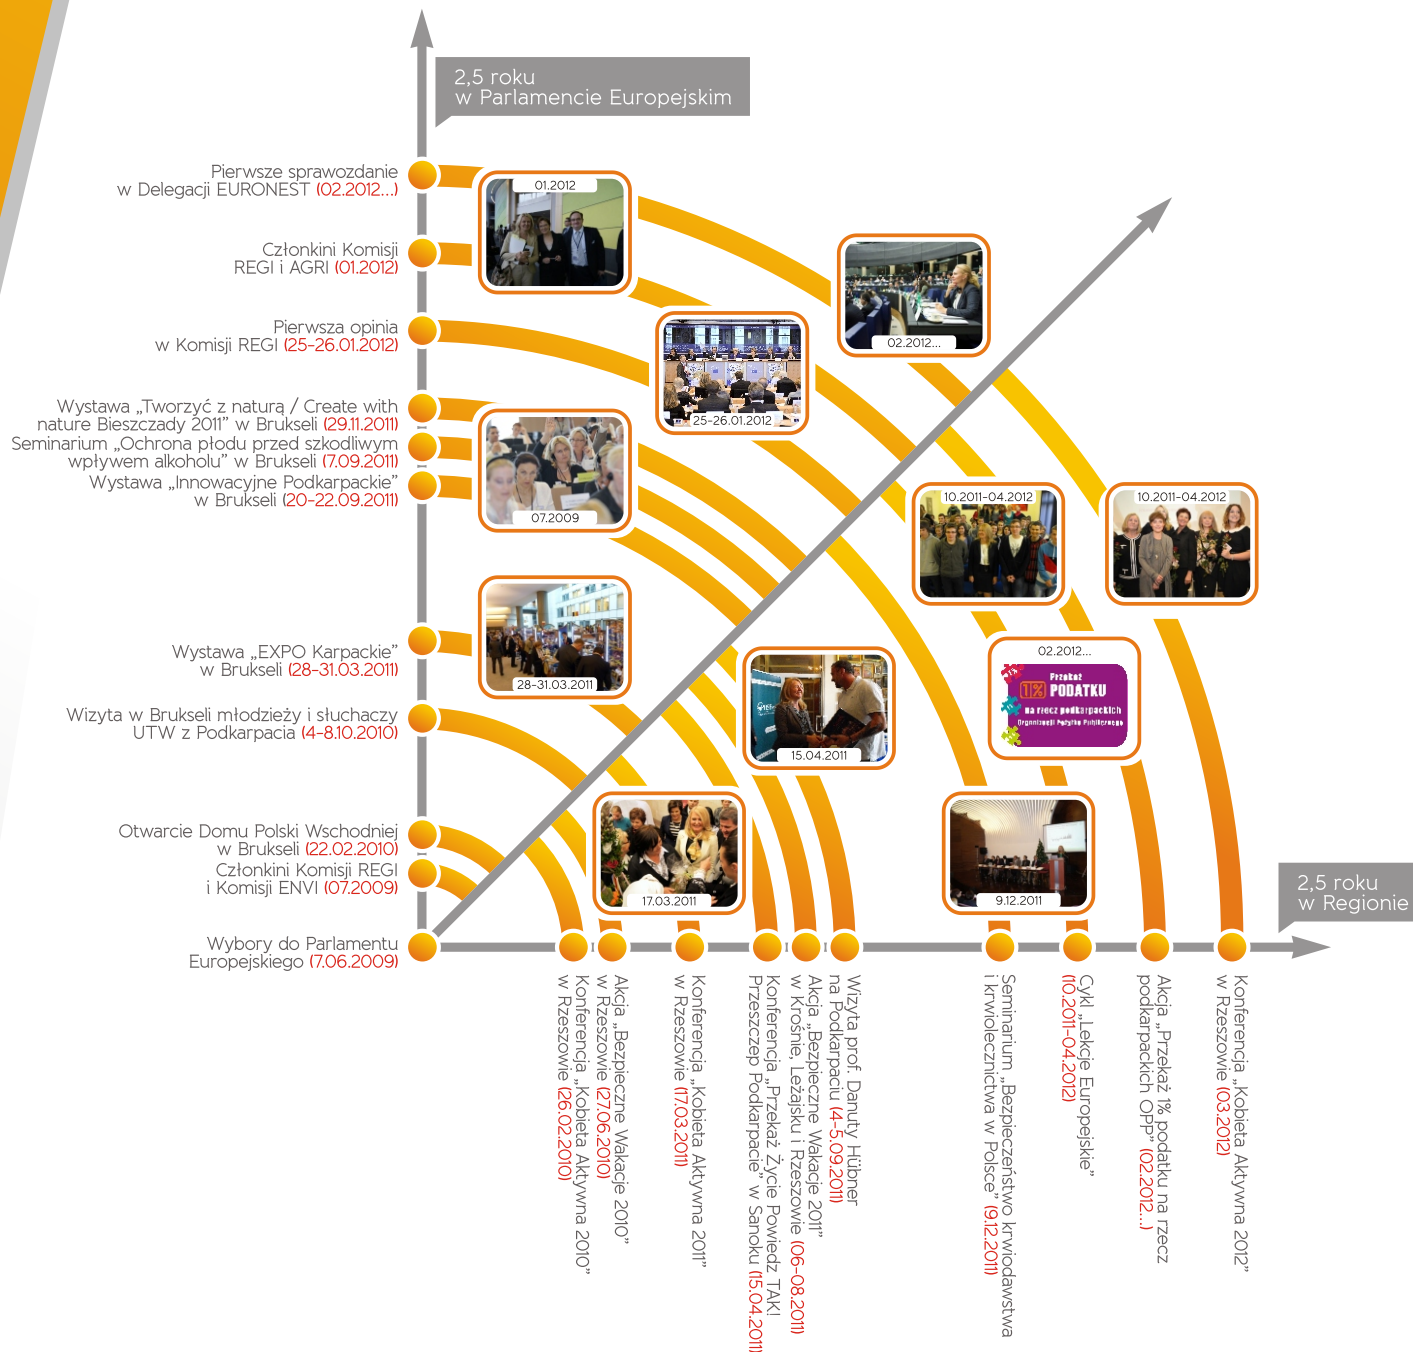 2,5 roku
w Parlamencie Europejskim
Pierwsze sprawozdanie
w Delegacji EURONEST (02.2012...)
Członkini Komisji
REGI i AGRI (01.2012)
Pierwsza opinia
w Komisji REGI (25-26.01.2012)
Wystawa „Tworzyć z naturą / Create with
nature Bieszczady 2011” w Brukseli (29.11.2011)
Seminarium „Ochrona płodu przed szkodliwym
wpływem alkoholu” w Brukseli (7.09.2011)
Wystawa „Innowacyjne Podkarpackie”
w Brukseli (20-22.09.2011)
Wystawa „EXPO Karpackie”
w Brukseli (28-31.03.2011)
Wizyta w Brukseli młodzieży i słuchaczy
UTW z Podkarpacia (4-8.10.2010)
Otwarcie Domu Polski Wschodniej
w Brukseli (22.02.2010)
Członkini Komisji REGI
i Komisji ENVI (07.2009)
Wybory do Parlamentu
Europejskiego (7.06.2009)
01.2012
02.2012...
25-26.01.2012
07.2009
10.2011-04.2012
10.2011-04.2012
28-31.03.2011
15.04.2011
02.2012...
Przekaż
1% PODATKU
na rzecz podkarpackich
Organizacji Pożytku Publicznego
17.03.2011
9.12.2011
2,5 roku
w Regionie
Konferencja „Kobieta Aktywna 2010”
w Rzeszowie (26.02.2010)
Akcja „Bezpieczne Wakacje 2010”
w Rzeszowie (27.06.2010)
Konferencja „Kobieta Aktywna 2011”
w Rzeszowie (17.03.2011)
Konferencja „Przekaż Życie Powiedz TAK!
Przeszczep Podkarpacie” w Sanoku (15.04.2011)
Akcja „Bezpieczne Wakacje 2011”
w Krośnie, Leżajsku i Rzeszowie (06-08.2011)
Wizyta prof. Danuty Hübner
na Podkarpaciu (4-5.09.2011)
Seminarium „Bezpieczeństwo krwiodawstwa
i krwiolecznictwa w Polsce” (9.12.2011)
Cykl „Lekcje Europejskie”
(10.2011-04.2012)
Akcja „Przekaż 1% podatku na rzecz
podkarpackich OPP” (02.2012...)
Konferencja „Kobieta Aktywna 2012”
w Rzeszowie (03.2012)